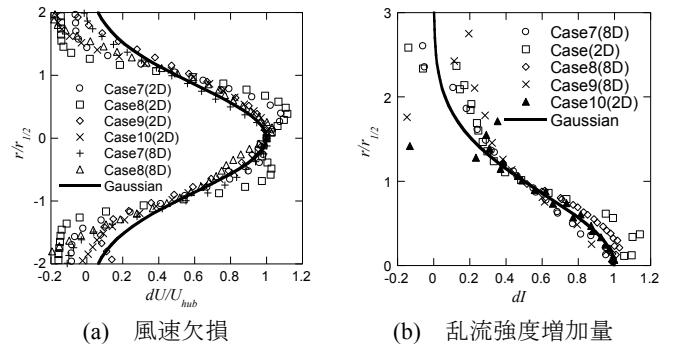 2
1
0
-1
-2
r/r1/2
Case7(2D)
Case8(2D)
Case9(2D)
Case10(2D)
Case7(8D)
Case8(8D)
Gaussian
-0.2 0 0.2 0.4 0.6 0.8 1 1.2
dU/Uhub
(a) 風速欠損
3
2
1
0
r/r1/2
Case7(8D)
Case(2D)
Case8(8D)
Case9(8D)
Case10(2D)
Gaussian
-0.2 0 0.2 0.4 0.6 0.8 1 1.2
dI
(b) 乱流強度増加量